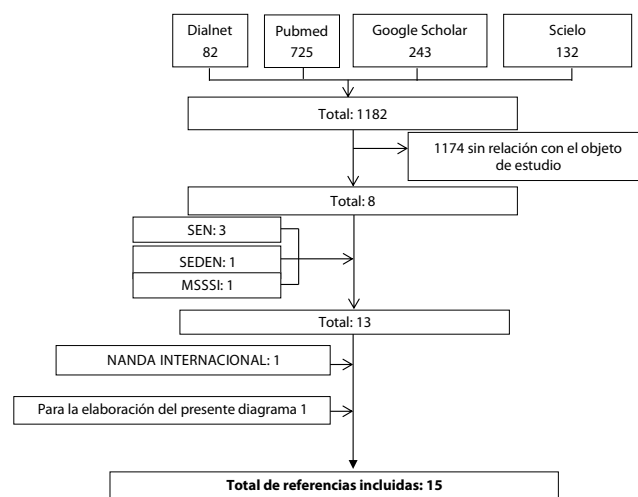 Dialnet
82
Pubmed
725
Google Scholar
243
Scielo
132
Total: 1182
1174 sin relación con el objeto
de estudio
Total: 8
SEN: 3
SEDEN: 1
MSSSI: 1
Total: 13
NANDA INTERNACIONAL: 1
Para la elaboración del presente diagrama 1
Total de referencias incluidas: 15